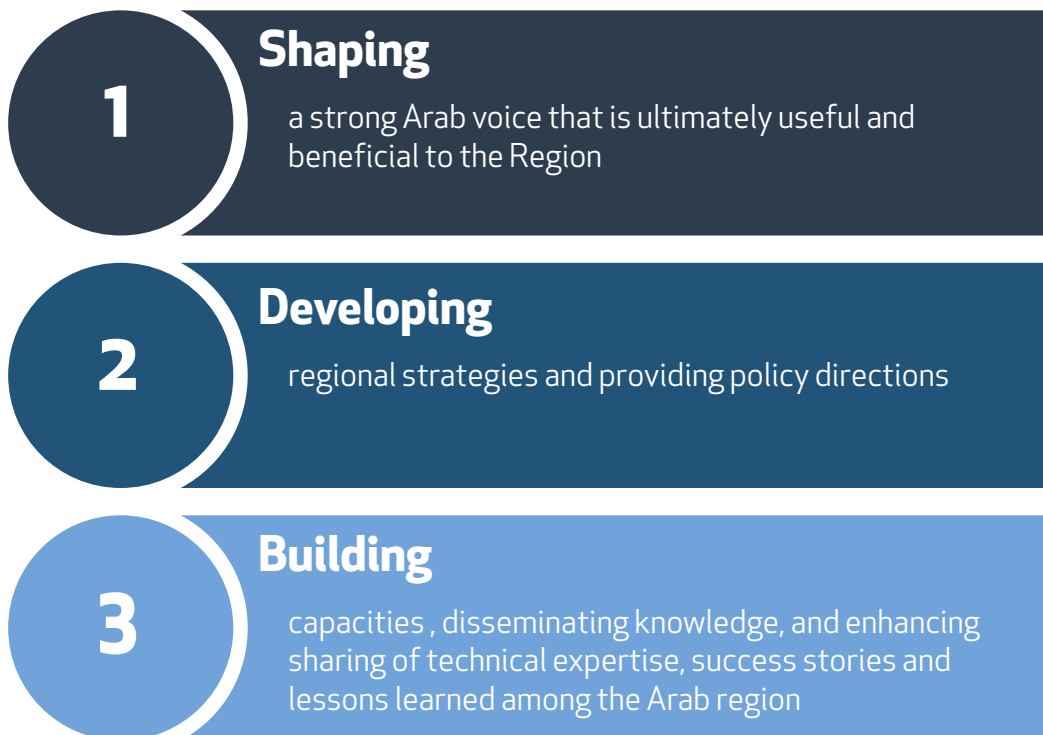 1
Shaping
a strong Arab voice that is ultimately useful and
beneficial to the Region
2
Developing
regional strategies and providing policy directions
3
Building
capacities , disseminating knowledge, and enhancing
sharing of technical expertise, success stories and
lessons learned among the Arab region